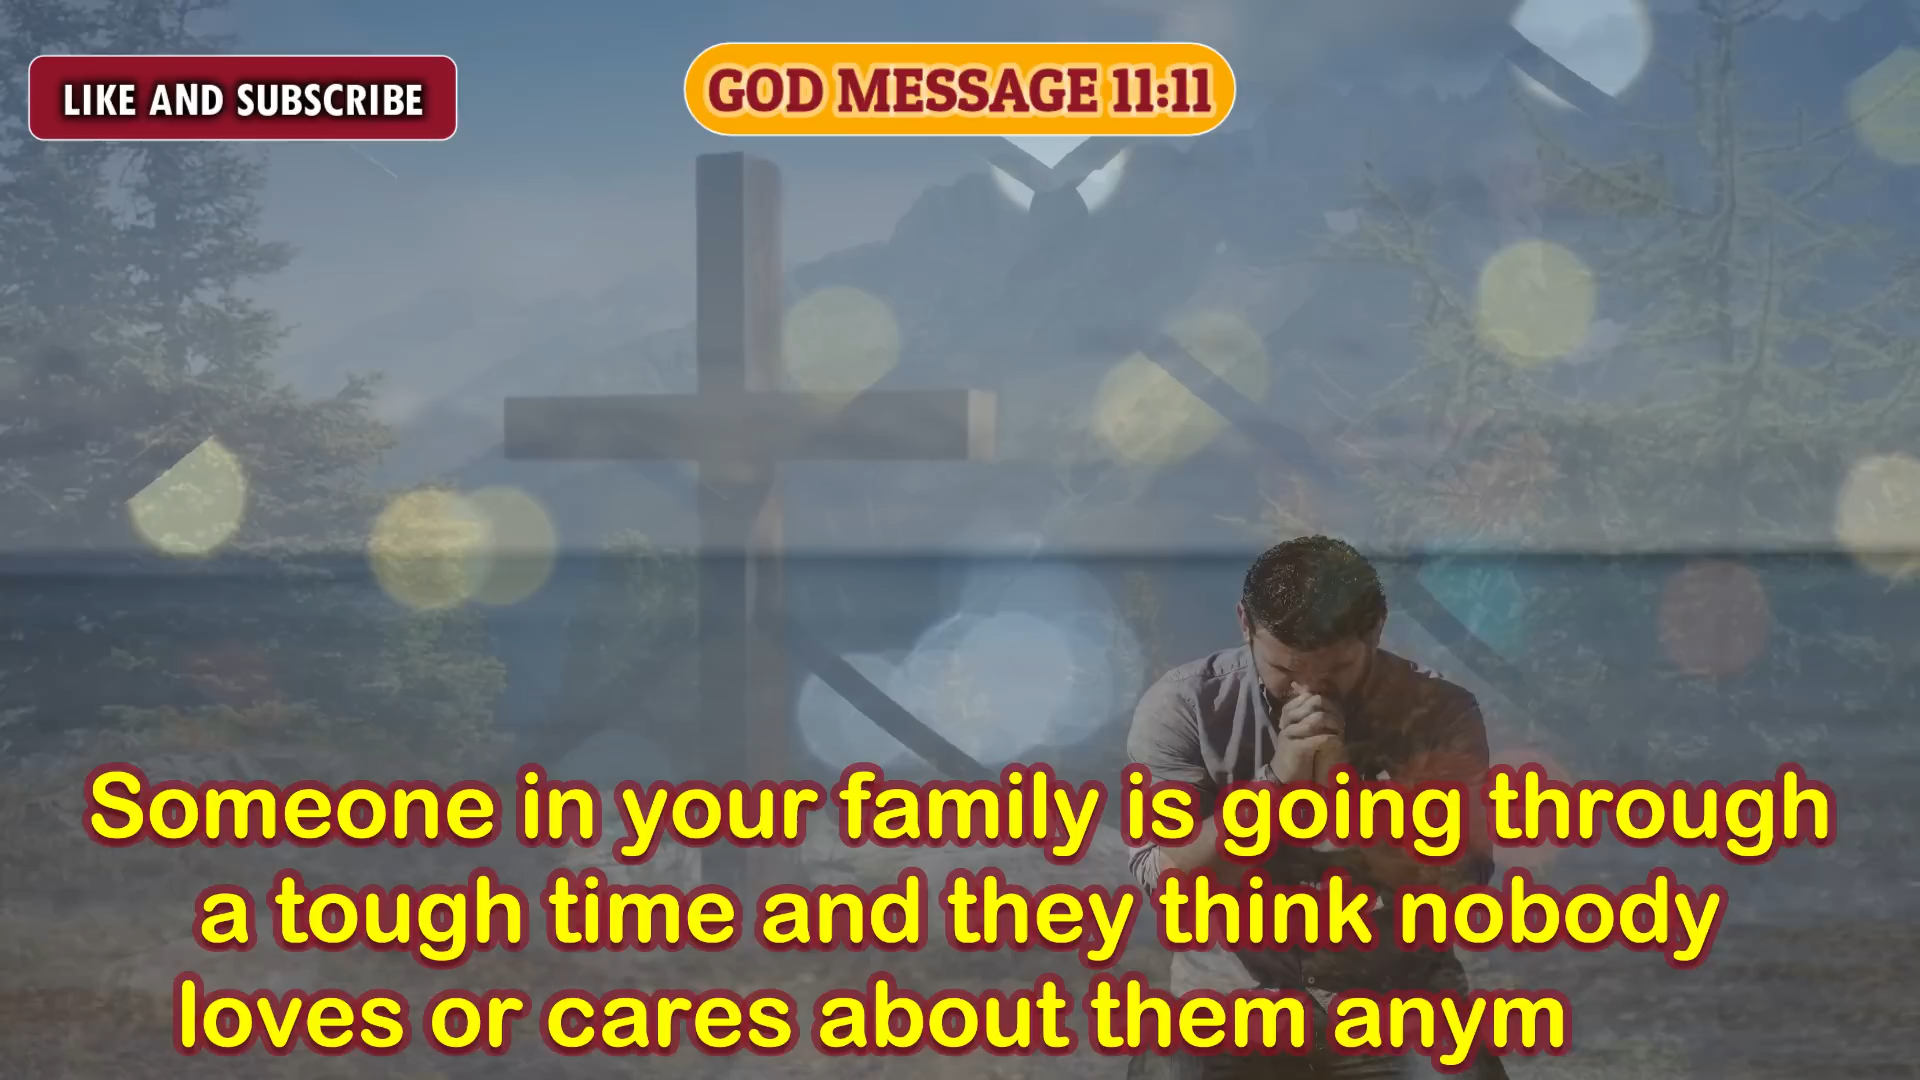 LIKE AND SUBSCRIBE
GOD MESSAGE 11:11
Someone in your family is going through
a tough time and they think nobody
loves or cares about them anym